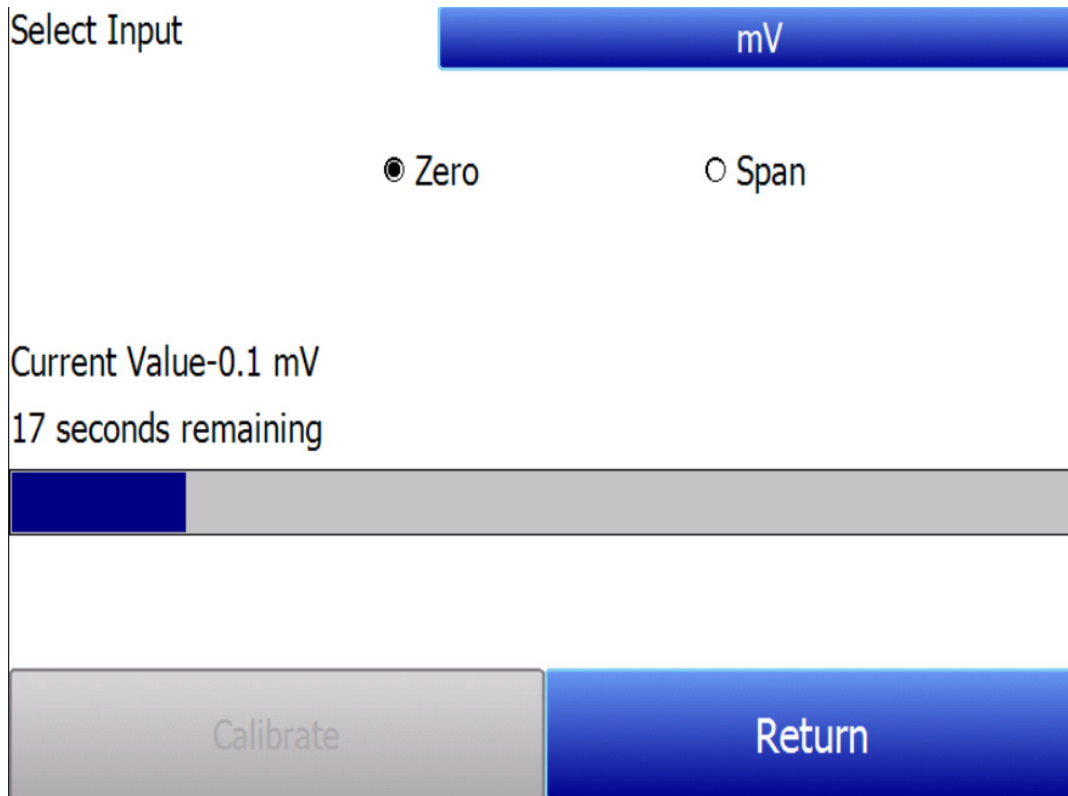 Select Input
mV
Zero
Span
Current Value-0.1 mV
17 seconds remaining
Calibrate
Return